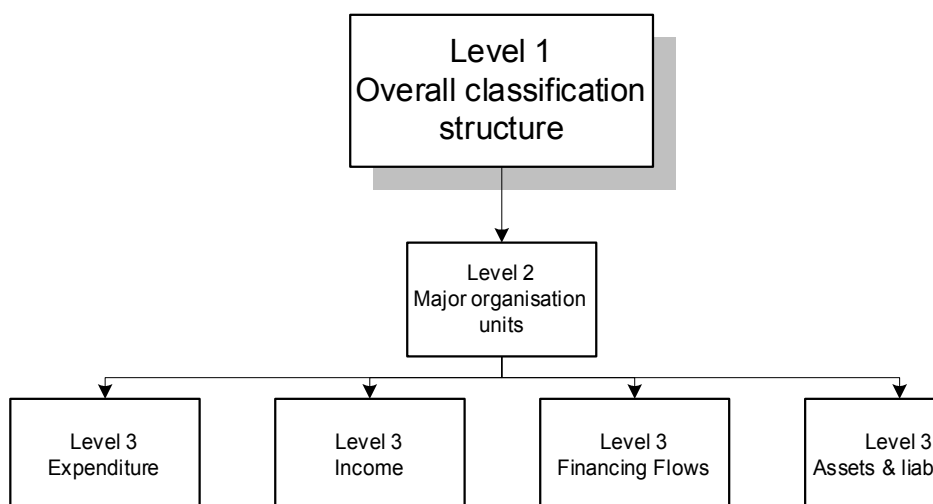 Level 1
Overall classification
structure
Level 2
Major organisation
units
Level 3
Expenditure
Level 3
Income
Level 3
Financing Flows
Level 3
Assets &